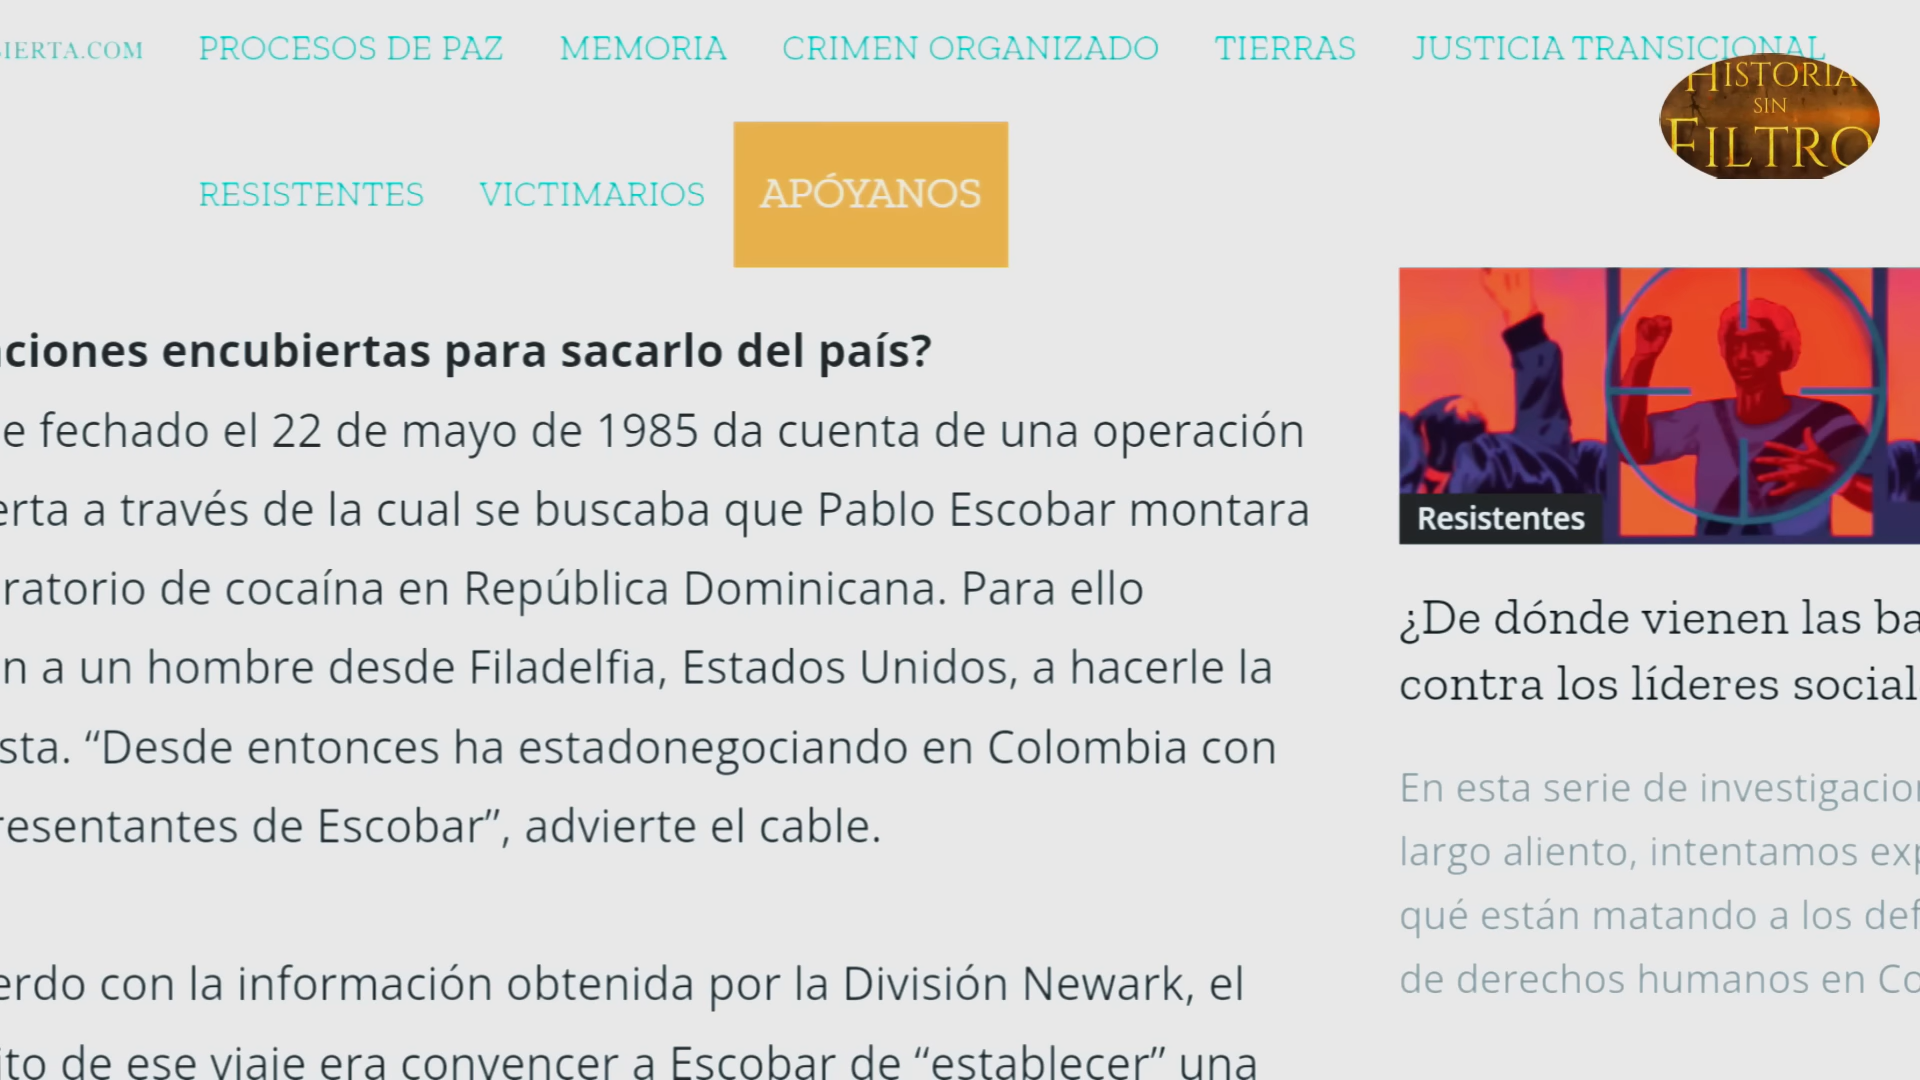 IERTA.COM PROCESOS DE PAZ MEMORIA CRIMEN ORGANIZADO TIERRAS JUSTICIA TRANSICIONAL
HISTORIA
SIN
FILTRO
RESISTENTES VICTIMARIOS APÓYANOS
ciones encubiertas para sacarlo del país?
e fechado el 22 de mayo de 1985 da cuenta de una operación
erta a través de la cual se buscaba que Pablo Escobar montara
ratorio de cocaína en República Dominicana. Para ello
n a un hombre desde Filadelfia, Estados Unidos, a hacerle la
sta. “Desde entonces ha estadonegociando en Colombia con
resentantes de Escobar”, advierte el cable.
erdo con la información obtenida por la División Newark, el
ito de ese viaje era convencer a Escobar de “establecer” una
Resistentes
¿De dónde vienen las ba
contra los líderes social
En esta serie de investigacion
largo aliento, intentamos exp
qué están matando a los def
de derechos humanos en Co